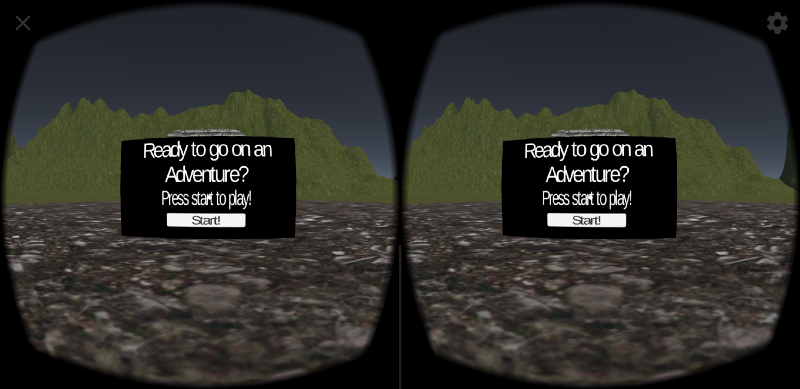 Ready to go on an
Adventure?
Press start to play!
Start!
Ready to go on an
Adventure?
Press start to play!
Start!